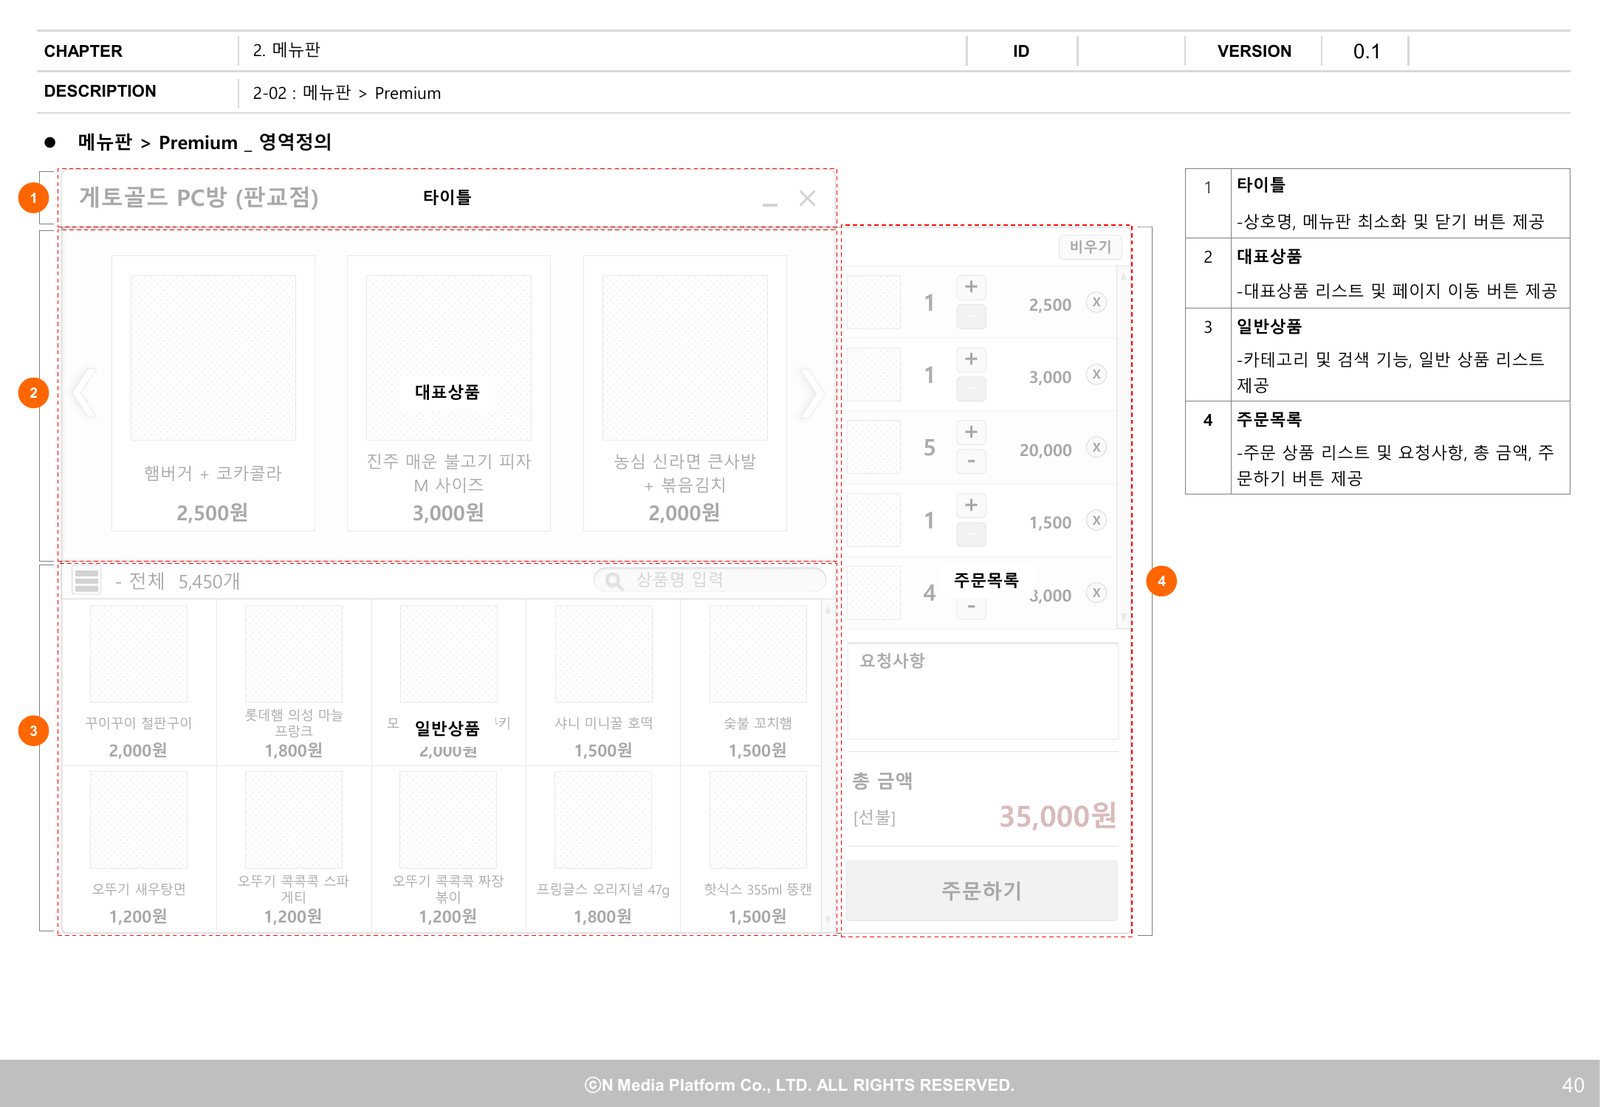 CHAPTER
2. 메뉴판
ID
VERSION
0.1
DESCRIPTION
2-02 : 메뉴판 > Premium
● 메뉴판 > Premium _ 영역정의
1
게토골드 PC방 (판교점)
타이틀
2
대표상품
햄버거 + 코카콜라
2,500원
진주 매운 불고기 피자
M 사이즈
3,000원
농심 신라면 큰사발
+ 볶음김치
2,000원
3
- 전체 5,450개
상품명 입력
꾸이꾸이 철판구이
2,000원
롯데햄 의성 마늘
프랑크
1,800원
모
일반상품
키
2,000원
샤니 미니꿀 호떡
1,500원
숯불 꼬치햄
1,500원
오뚜기 새우탕면
1,200원
오뚜기 콕콕콕 스파
게티
1,200원
오뚜기 콕콕콕 짜장
볶이
1,200원
프링글스 오리지널 47g
1,800원
핫식스 355ml 뚱캔
1,500원
비우기
1 + - 2,500 X
1 + - 3,000 X
5 + - 20,000 X
1 + - 1,500 X
4 - 3,000 X
주문목록
4
요청사항
총 금액
[선불]
35,000원
주문하기
1
타이틀
-상호명, 메뉴판 최소화 및 닫기 버튼 제공
2
대표상품
-대표상품 리스트 및 페이지 이동 버튼 제공
3
일반상품
-카테고리 및 검색 기능, 일반 상품 리스트
제공
4
주문목록
-주문 상품 리스트 및 요청사항, 총 금액, 주
문하기 버튼 제공
ⓒN Media Platform Co., LTD. ALL RIGHTS RESERVED.
40